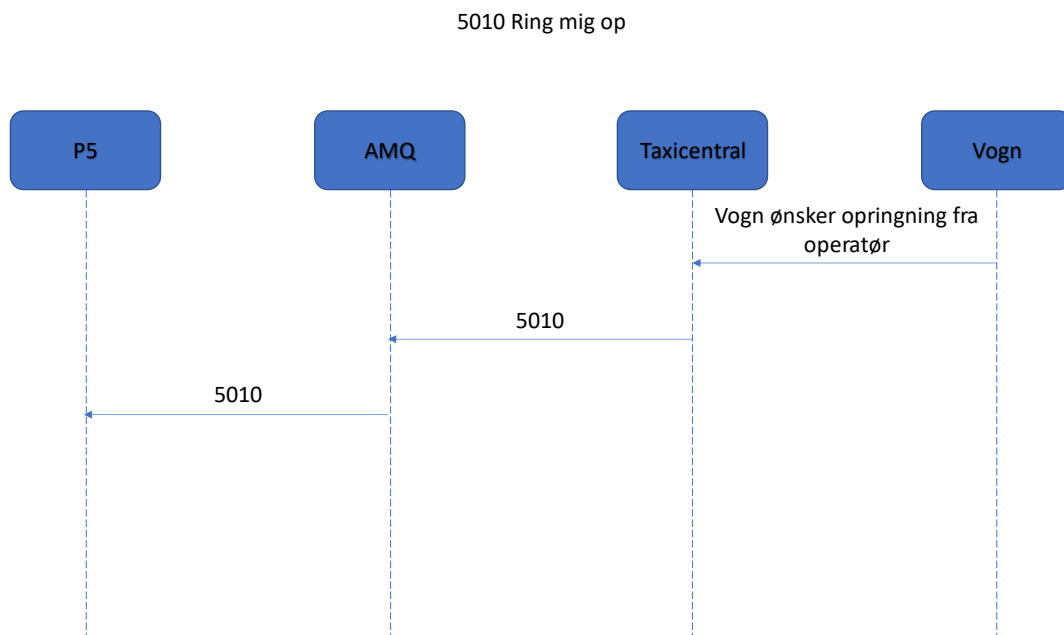 5010 Ring mig op
P5
AMQ
Taxicentral
Vogn
Vogn ønsker opringning fra
operatør
5010
5010